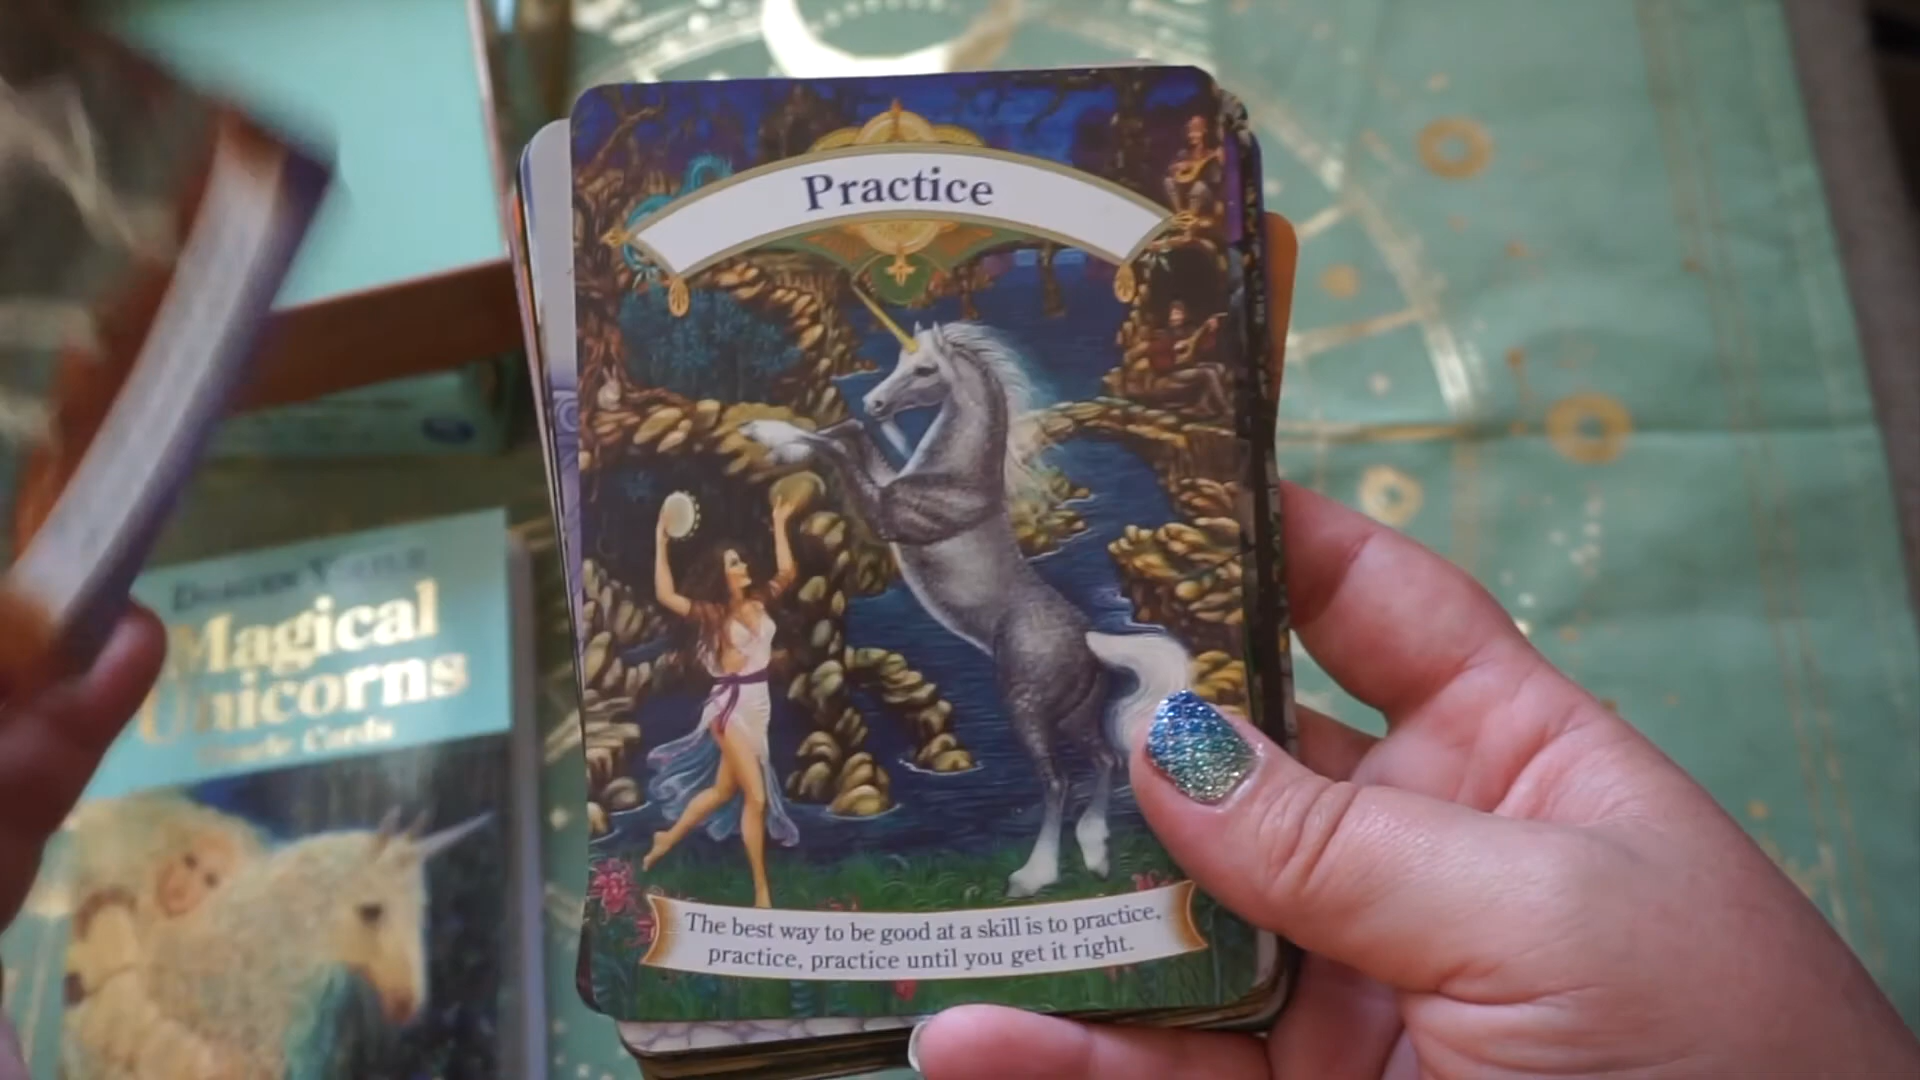 Practice
The best way to be good at a skill is to practice,
practice, practice until you get it right.
Magical
Unicorns
Oracle Cards